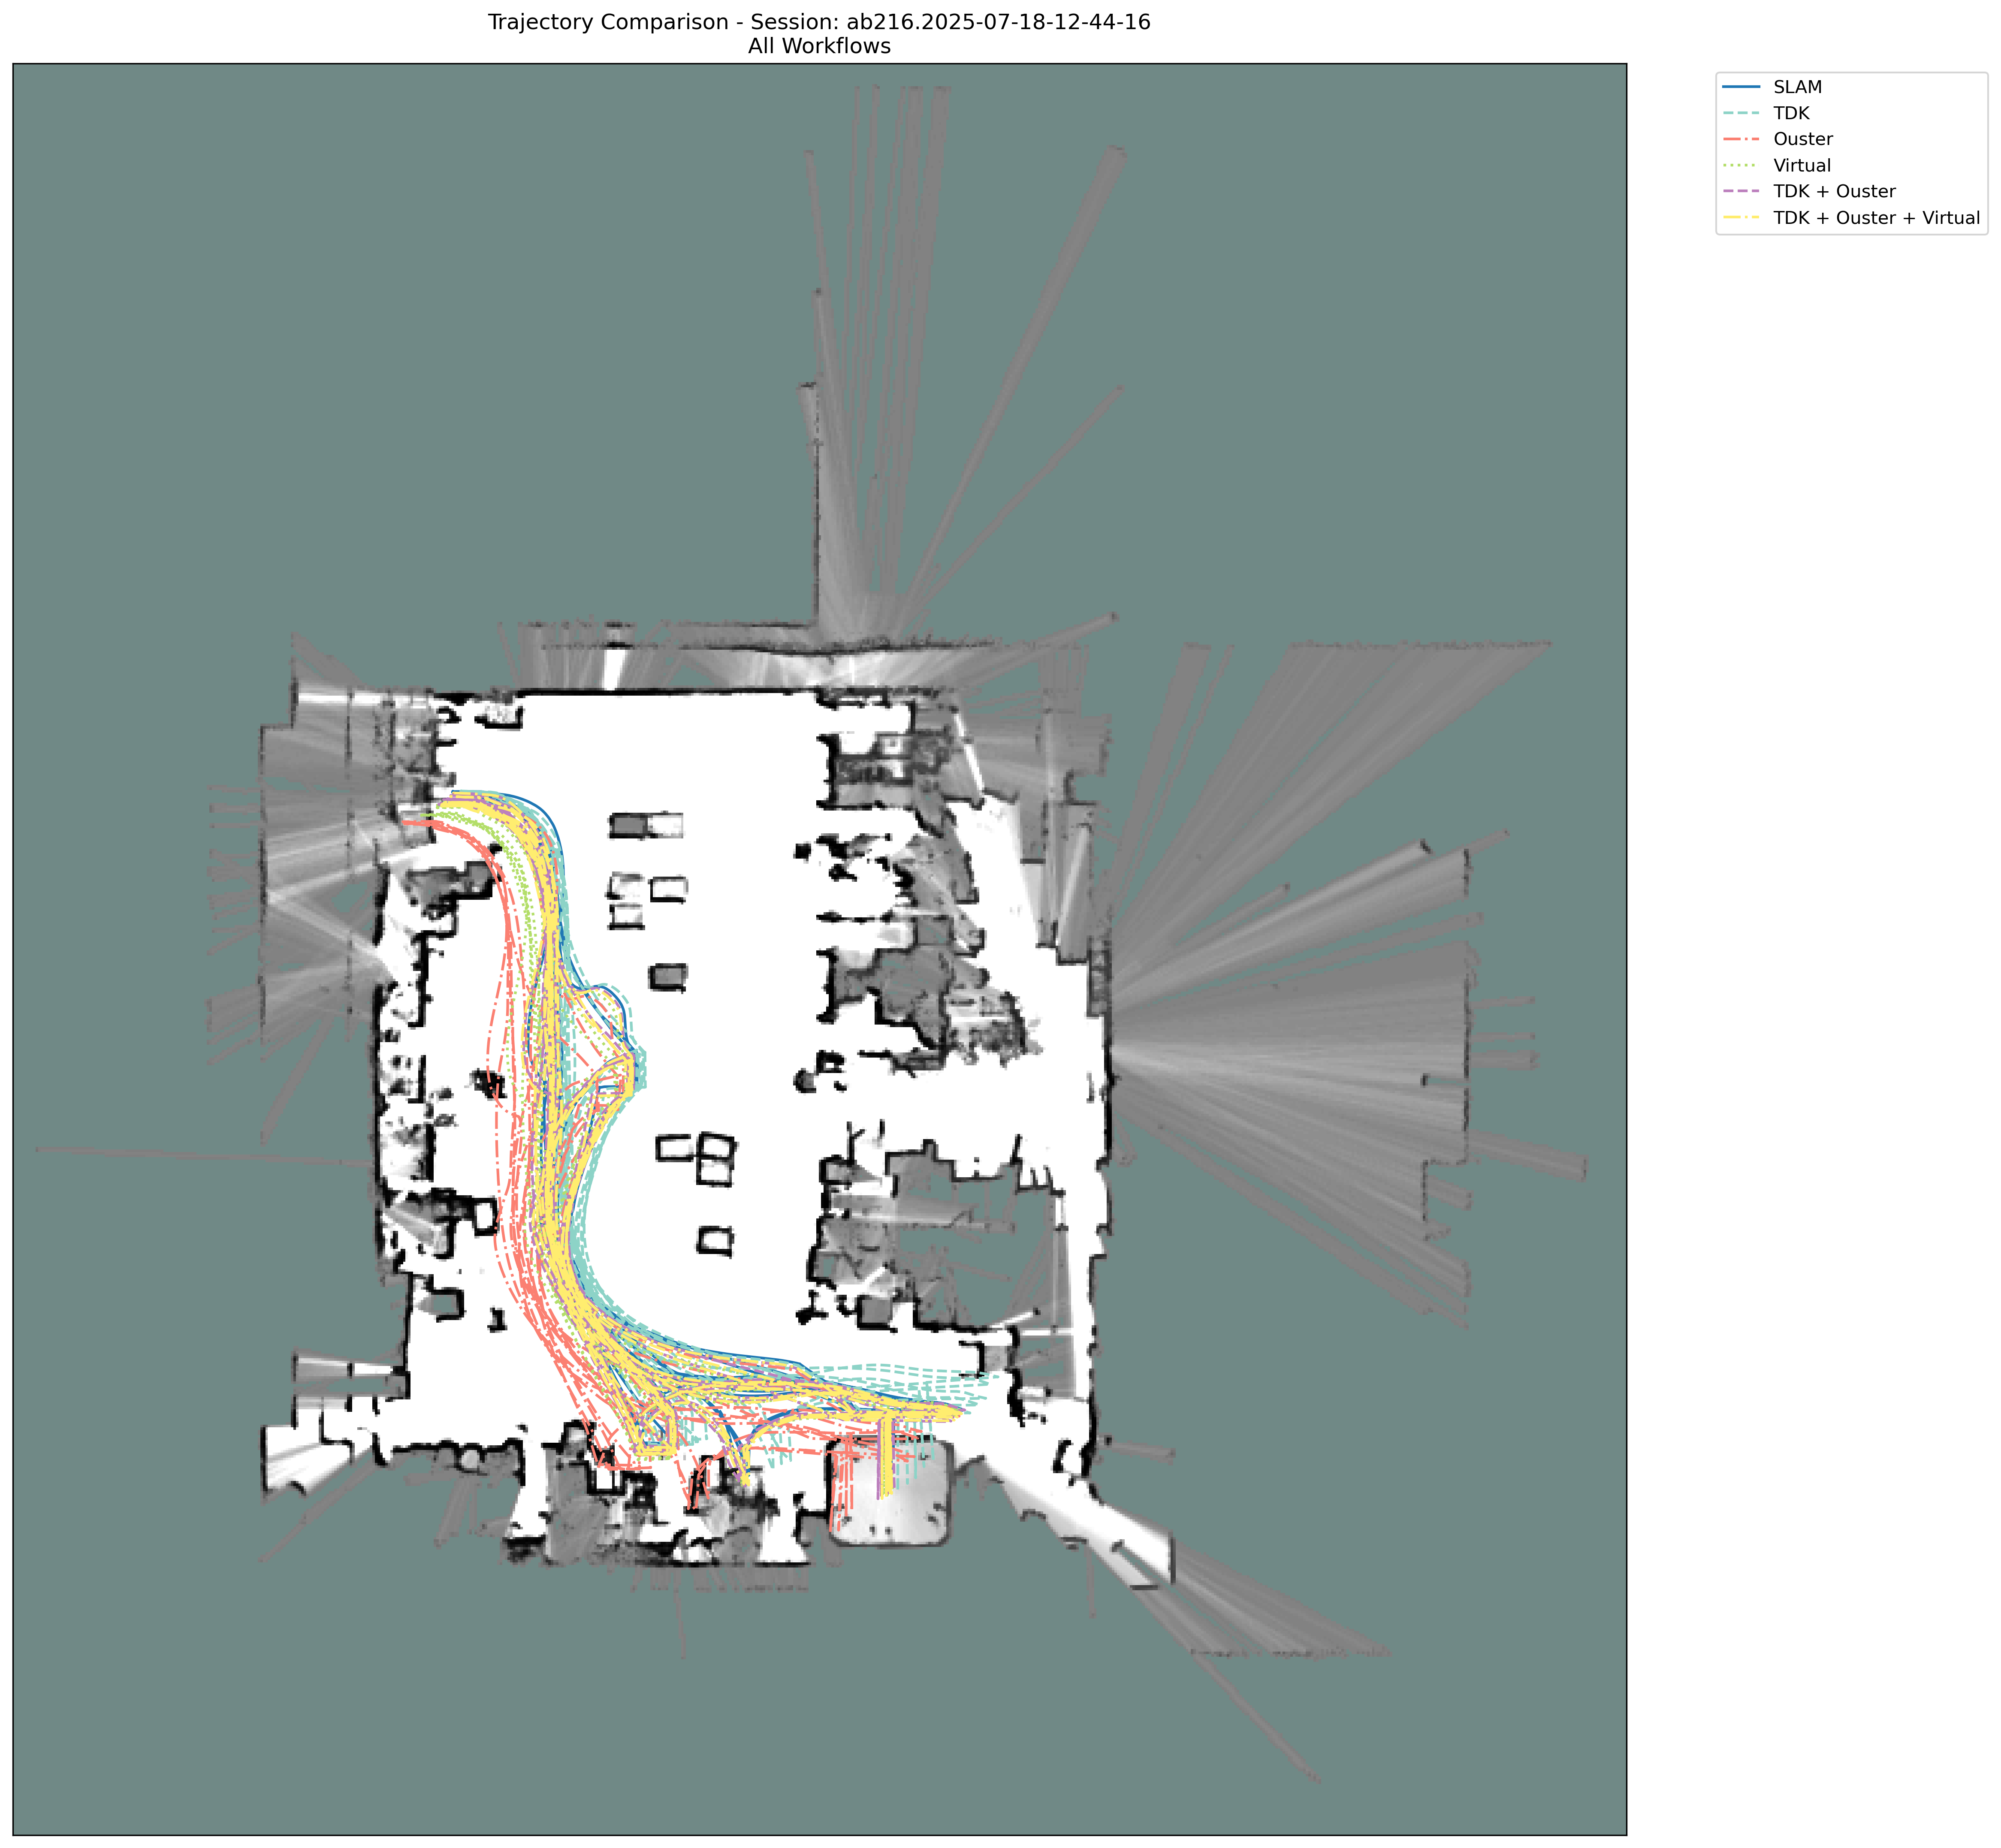 Trajectory Comparison - Session: ab216.2025-07-18-12-44-16
All Workflows
SLAM
TDK
Ouster
Virtual
TDK + Ouster
TDK + Ouster + Virtual